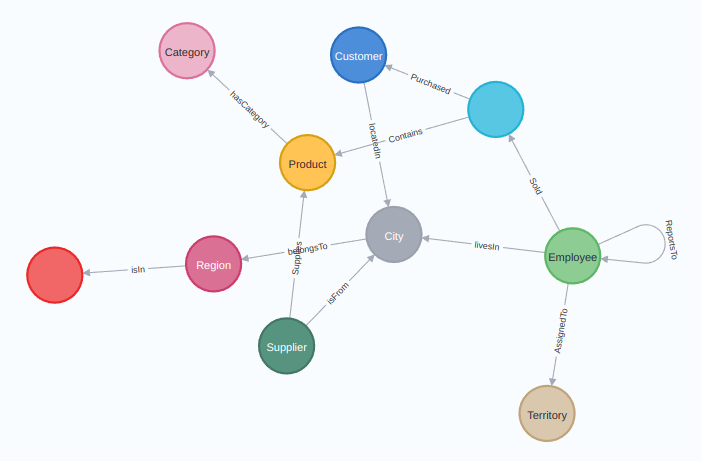 Category
Customer
Purchased
hasCategory
locatedIn
Contains
Product
Sold
City
belongsTo
livesIn
ReportsTo
Region
Supplies
Employee
isIn
isFrom
AssignedTo
Supplier
Territory